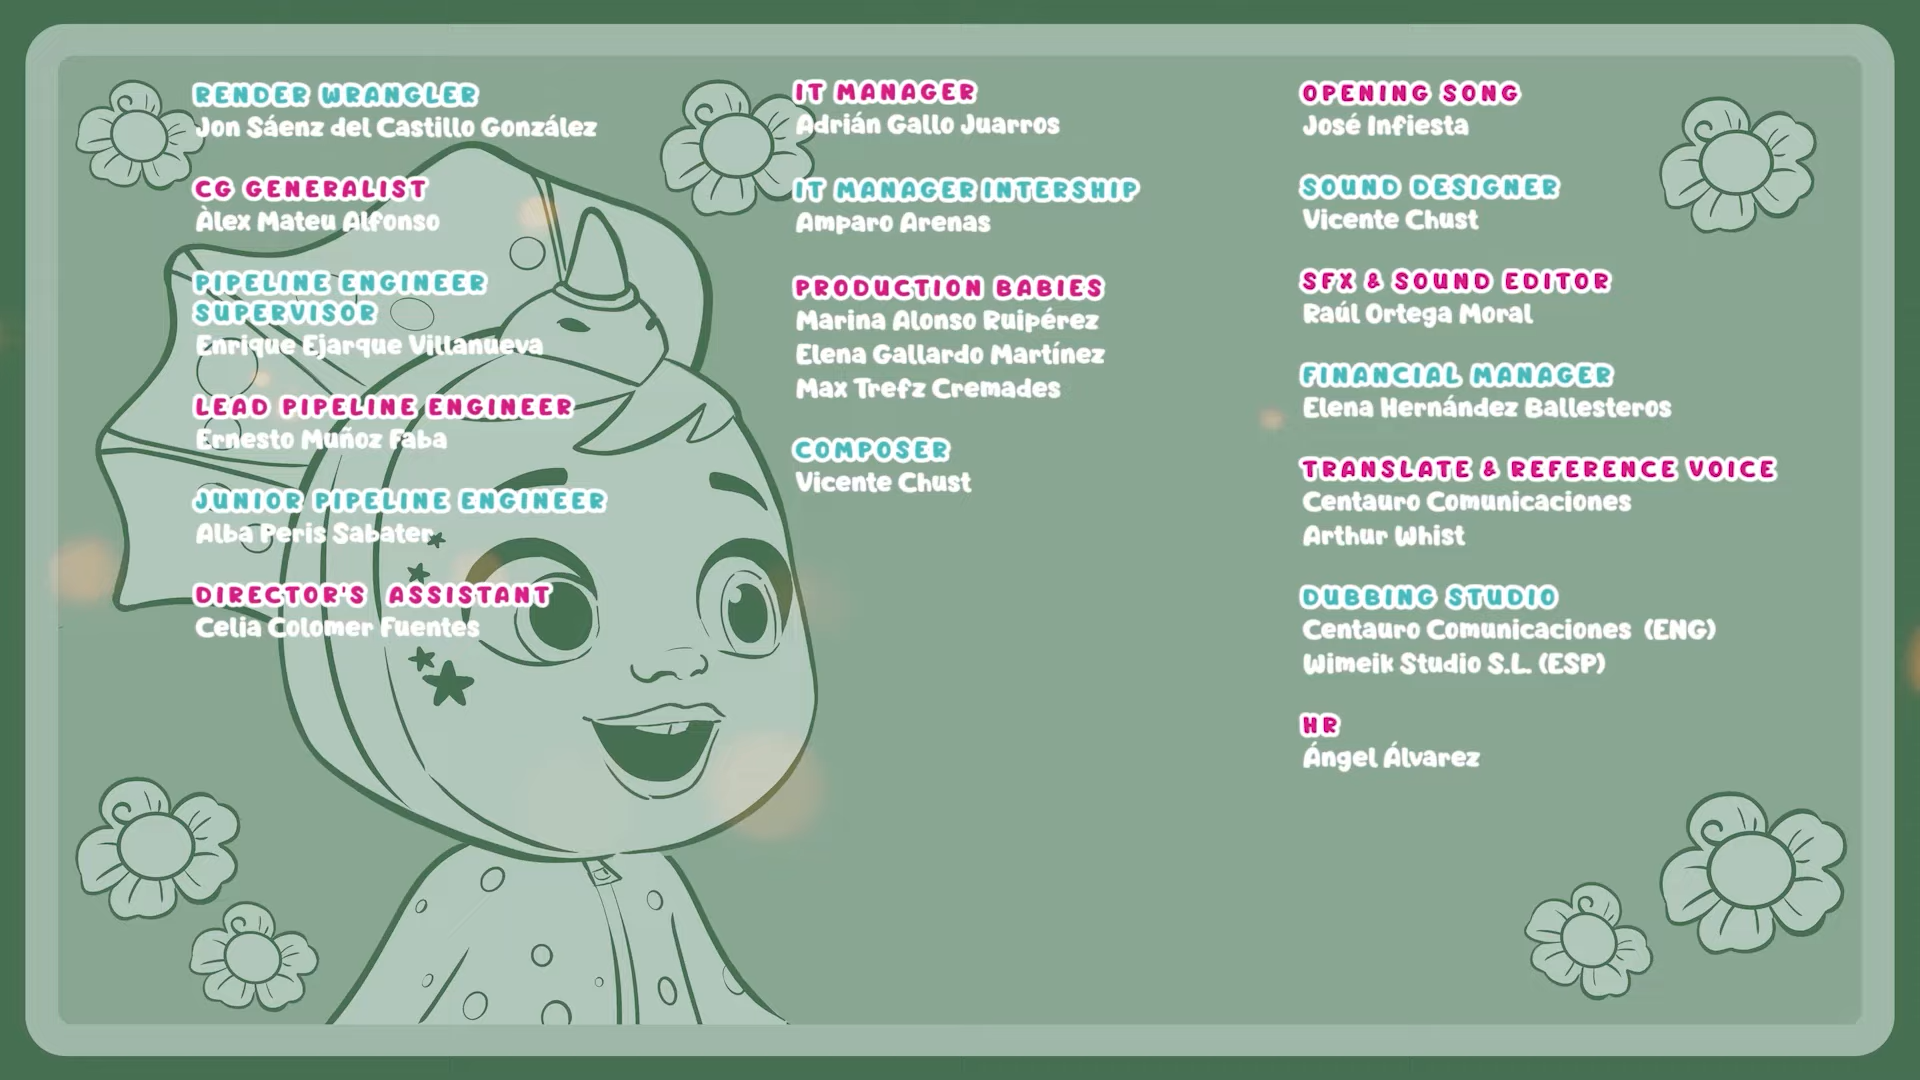 RENDER WRANGLER
Jon Sáenz del Castillo González
CG GENERALIST
Àlex Mateu Alfonso
PIPELINE ENGINEER
SUPERVISOR
Enrique Ejarque Villanueva
LEAD PIPELINE ENGINEER
Ernesto Muñoz Faba
JUNIOR PIPELINE ENGINEER
Alba Peris Sabater
DIRECTOR'S ASSISTANT
Celia Colomer Fuentes
IT MANAGER
Adrián Gallo Juarros
IT MANAGER INTERSHIP
Amparo Arenas
PRODUCTION BABIES
Marina Alonso Ruipérez
Elena Gallardo Martínez
Max Trefz Cremades
COMPOSER
Vicente Chust
OPENING SONG
José Infiesta
SOUND DESIGNER
Vicente Chust
SFX & SOUND EDITOR
Raúl Ortega Moral
FINANCIAL MANAGER
Elena Hernández Ballesteros
TRANSLATE & REFERENCE VOICE
Centauro Comunicaciones
Arthur Whist
DUBBING STUDIO
Centauro Comunicaciones (ENG)
Wimeik Studio S.L. (ESP)
HR
Ángel Álvarez